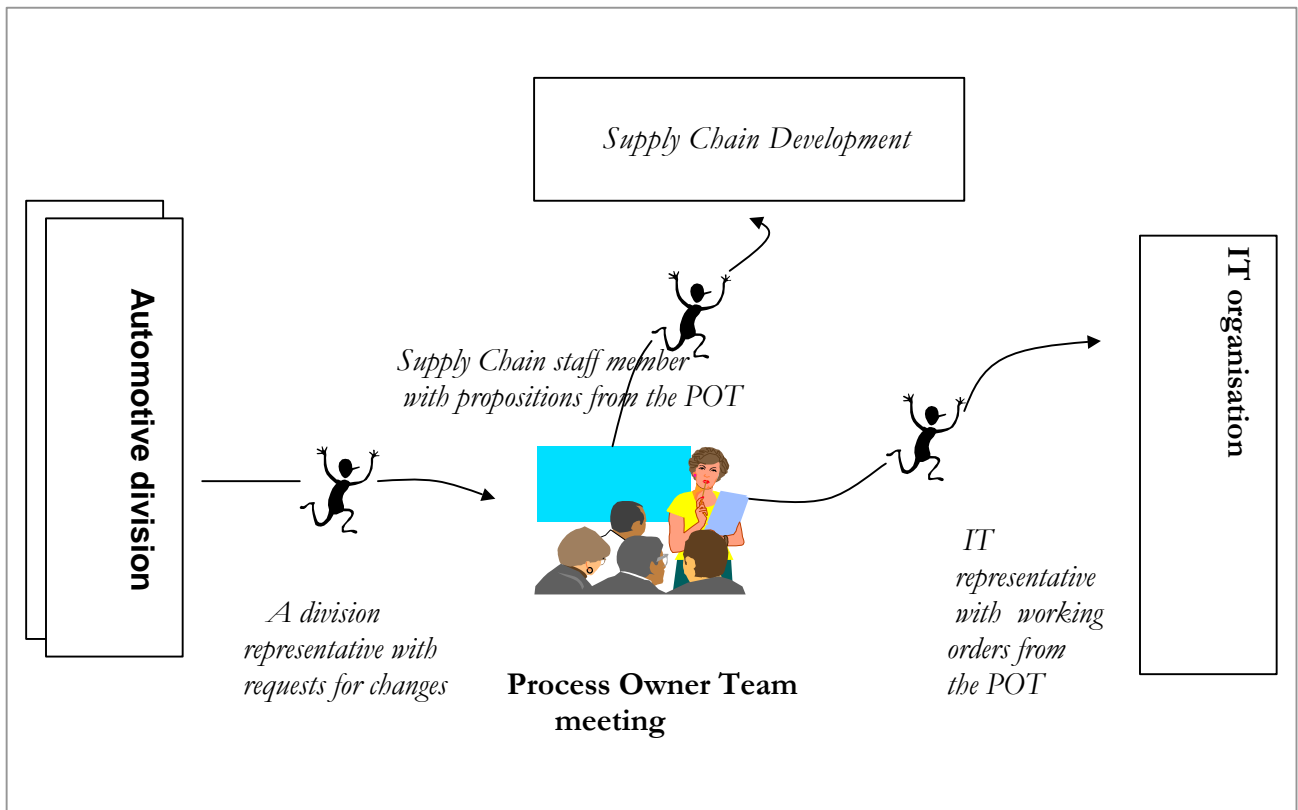 Supply Chain Development
Automotive division
IT organisation
Supply Chain staff member
with propositions from the POT
A division
representative with
requests for changes
Process Owner Team
meeting
IT
representative
with working
orders from
the POT